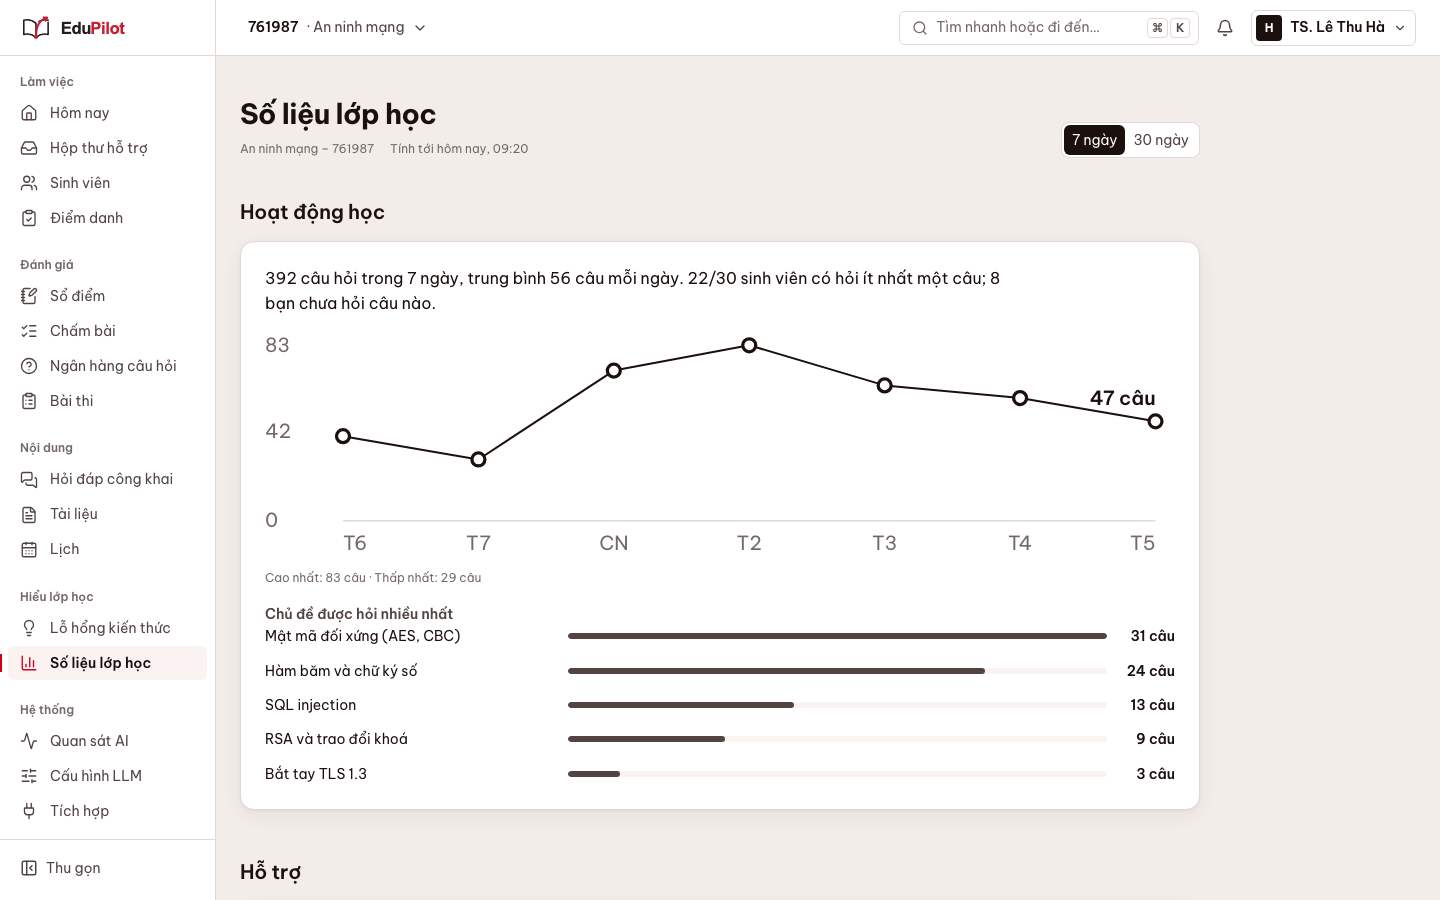 EduPilot
761987 · An ninh mạng
Tìm nhanh hoặc đi đến...
⌘ K
H
TS. Lê Thu Hà
Làm việc
Hôm nay
Hộp thư hỗ trợ
Sinh viên
Điểm danh
Đánh giá
Sổ điểm
Chấm bài
Ngân hàng câu hỏi
Bài thi
Nội dung
Hỏi đáp công khai
Tài liệu
Lịch
Hiểu lớp học
Lỗ hổng kiến thức
Số liệu lớp học
Hệ thống
Quan sát AI
Cấu hình LLM
Tích hợp
Thu gọn
Số liệu lớp học
An ninh mạng – 761987 Tính tới hôm nay, 09:20
7 ngày 30 ngày
Hoạt động học
392 câu hỏi trong 7 ngày, trung bình 56 câu mỗi ngày. 22/30 sinh viên có hỏi ít nhất một câu; 8
bạn chưa hỏi câu nào.
83
42
0
47 câu
T6 T7 CN T2 T3 T4 T5
Cao nhất: 83 câu · Thấp nhất: 29 câu
Chủ đề được hỏi nhiều nhất
Mật mã đối xứng (AES, CBC) 31 câu
Hàm băm và chữ ký số 24 câu
SQL injection 13 câu
RSA và trao đổi khoá 9 câu
Bắt tay TLS 1.3 3 câu
Hỗ trợ